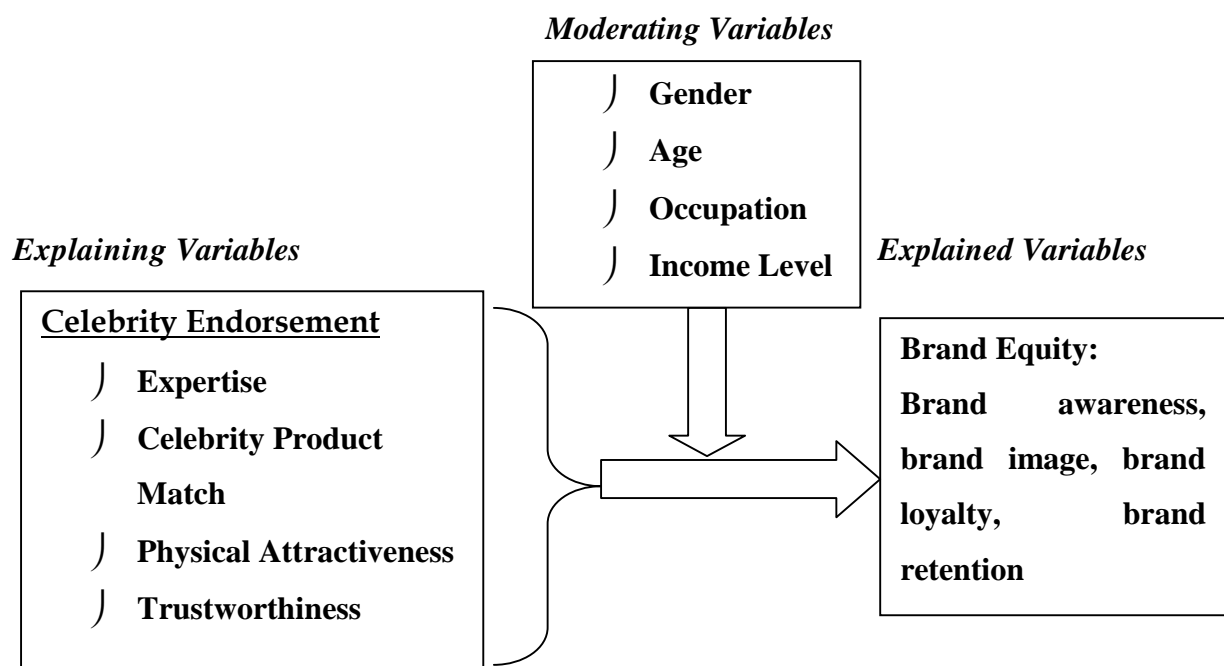 Moderating Variables
Gender
Age
Occupation
Income Level
Explaining Variables
Celebrity Endorsement
Expertise
Celebrity Product
Match
Physical Attractiveness
Trustworthiness
Explained Variables
Brand Equity:
Brand awareness,
brand image, brand
loyalty, brand
retention